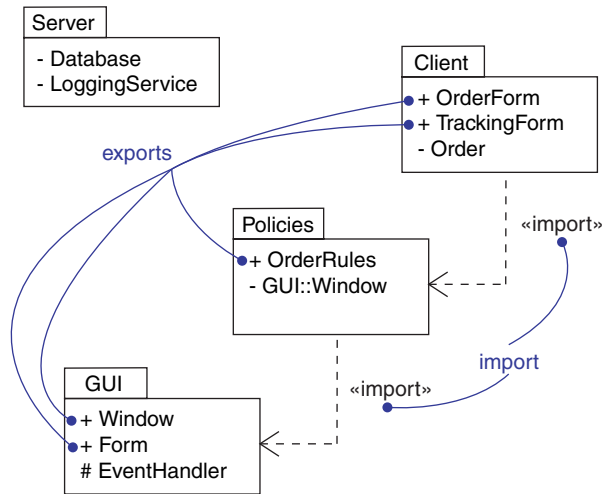 Server
- Database
- LoggingService
Client
+ OrderForm
+ TrackingForm
- Order
exports
Policies
+ OrderRules
- GUI::Window
«import»
import
«import»
GUI
+ Window
+ Form
# EventHandler